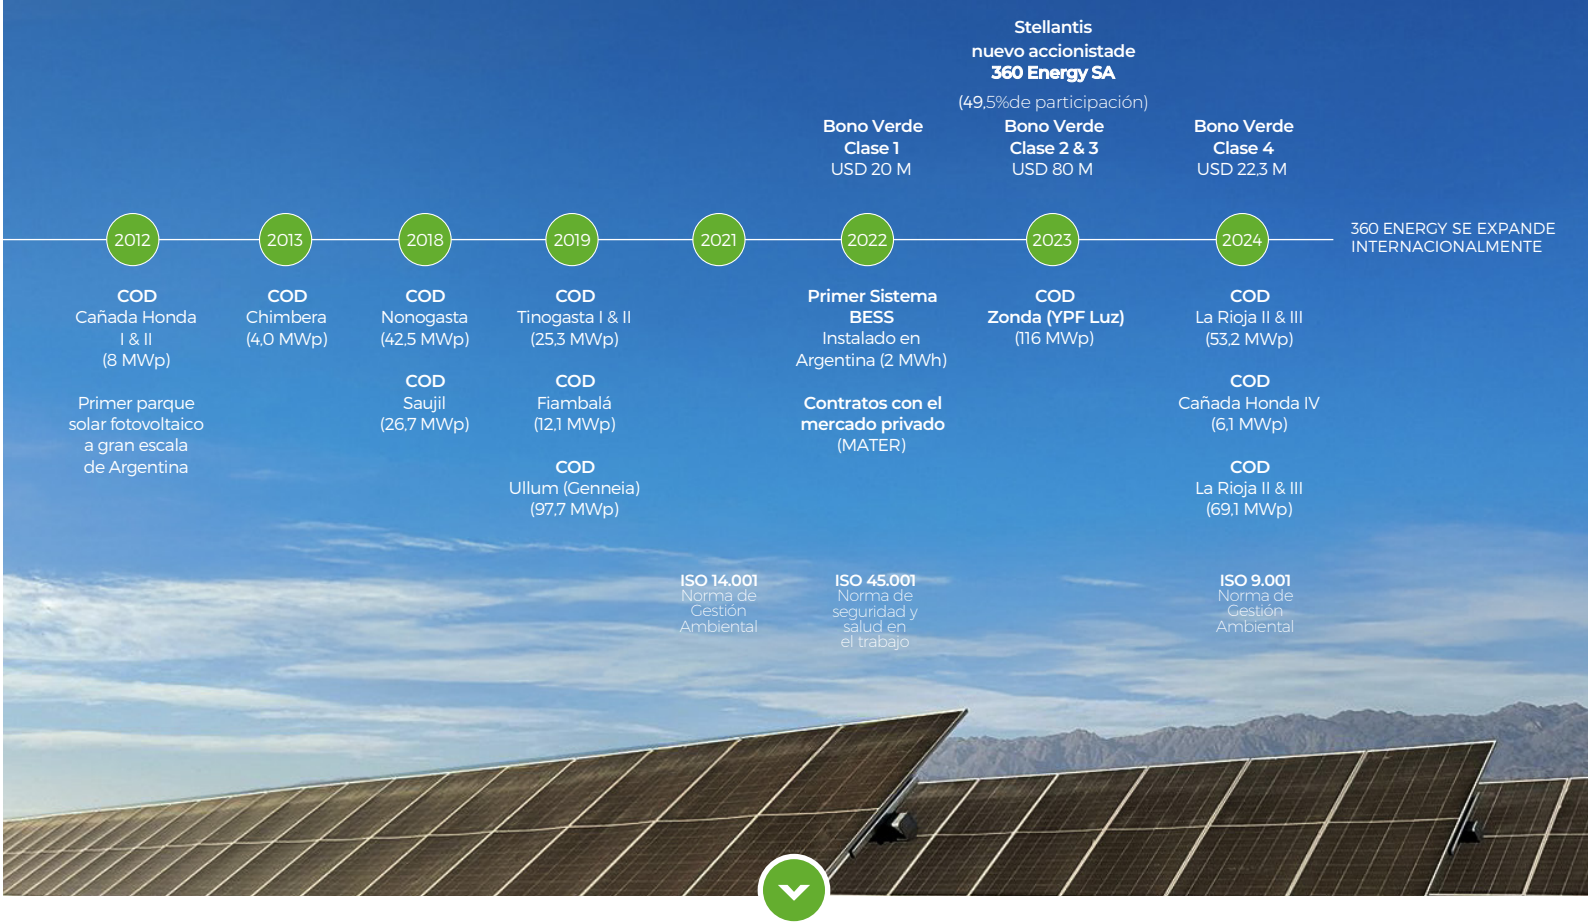 Stellantis
nuevo accionistade
360 Energy SA
(49,5%de participación)
Bono Verde
Clase 1
USD 20 M
Bono Verde
Clase 2 & 3
USD 80 M
Bono Verde
Clase 4
USD 22,3 M
2012
2013
2018
2019
2021
2022
2023
2024
360 ENERGY SE EXPANDE
INTERNACIONALMENTE
COD
Cañada Honda
I & II
(8 MWp)
Primer parque
solar fotovoltaico
a gran escala
de Argentina
COD
Chimbera
(4,0 MWp)
COD
Nonogasta
(42,5 MWp)
COD
Saujil
(26,7 MWp)
COD
Tinogasta I & II
(25,3 MWp)
COD
Fiambalá
(12,1 MWp)
COD
Ullum (Genneia)
(97,7 MWp)
ISO 14.001
Norma de
Gestión
Ambiental
Primer Sistema
BESS
Instalado en
Argentina (2 MWh)
Contratos con el
mercado privado
(MATER)
ISO 45.001
Norma de
seguridad y
salud en
el trabajo
COD
Zonda (YPF Luz)
(116 MWp)
COD
La Rioja II & III
(53,2 MWp)
COD
Cañada Honda IV
(6,1 MWp)
COD
La Rioja II & III
(69,1 MWp)
ISO 9.001
Norma de
Gestión
Ambiental